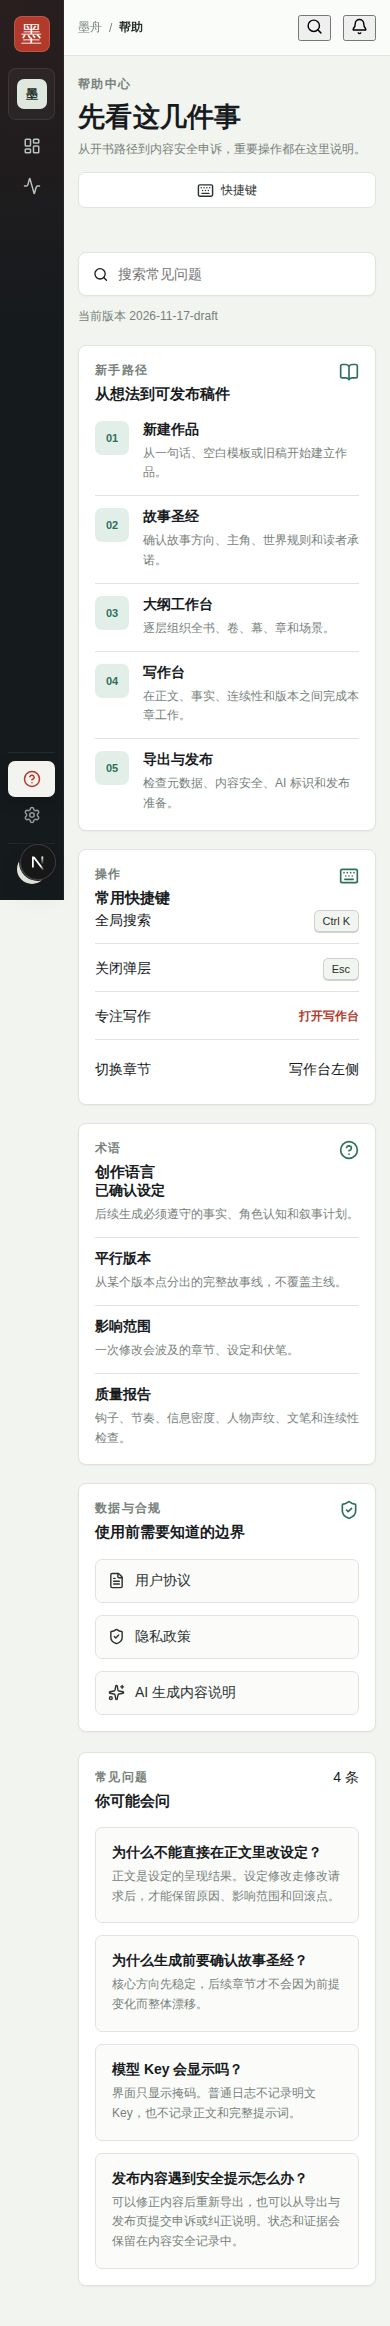 墨
墨舟 / 帮助
墨
帮助中心
先看这几件事
从开书路径到内容安全申诉，重要操作都在这里说明。
快捷键
搜索常见问题
当前版本 2026-11-17-draft
新手路径
从想法到可发布稿件
01
新建作品
从一句话、空白模板或旧稿开始建立作
品。
02
故事圣经
确认故事方向、主角、世界规则和读者承
诺。
03
大纲工作台
逐层组织全书、卷、幕、章和场景。
04
写作台
在正文、事实、连续性和版本之间完成本
章工作。
05
导出与发布
检查元数据、内容安全、AI 标识和发布
准备。
操作
常用快捷键
全局搜索 Ctrl K
关闭弹层 Esc
专注写作 打开写作台
切换章节 写作台左侧
N
术语
创作语言
已确认设定
后续生成必须遵守的事实、角色认知和叙事计划。
平行版本
从某个版本点分出的完整故事线，不覆盖主线。
影响范围
一次修改会波及的章节、设定和伏笔。
质量报告
钩子、节奏、信息密度、人物声纹、文笔和连续性
检查。
数据与合规
使用前需要知道的边界
用户协议
隐私政策
AI 生成内容说明
常见问题 4 条
你可能会问
为什么不能直接在正文里改设定？
正文是设定的呈现结果。设定修改走修改请
求后，才能保留原因、影响范围和回滚点。
为什么生成前要确认故事圣经？
核心方向先稳定，后续章节才不会因为前提
变化而整体漂移。
模型 Key 会显示吗？
界面只显示掩码。普通日志不记录明文
Key，也不记录正文和完整提示词。
发布内容遇到安全提示怎么办？
可以修正内容后重新导出，也可以从导出与
发布页提交申诉或纠正说明。状态和证据会
保留在内容安全记录中。